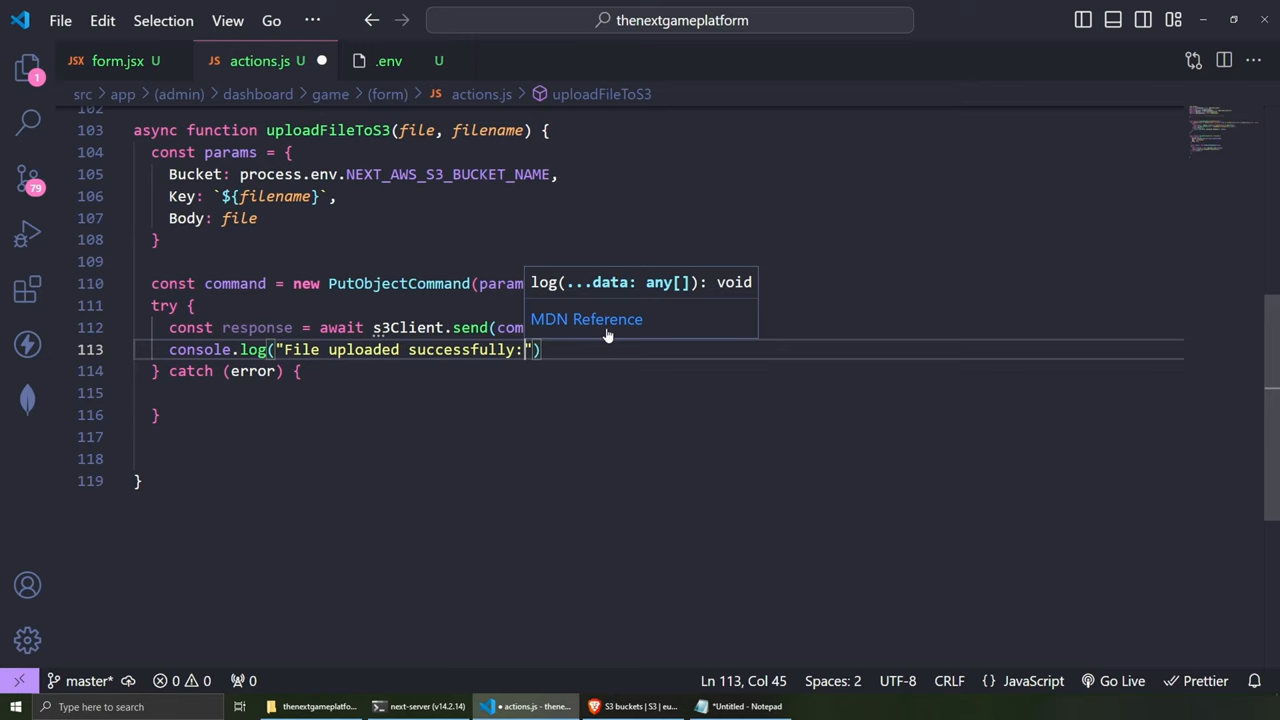 File Edit Selection View Go ··· thenextgameplatform
JSX form.jsx U JS actions.js U .env U
src > app > (admin) > dashboard > game > (form) > JS actions.js > uploadFileToS3
102
103 async function uploadFileToS3(file, filename) {
104 const params = {
105 Bucket: process.env.NEXT_AWS_S3_BUCKET_NAME,
106 Key: `${filename}`,
107 Body: file
108 }
109
110 const command = new PutObjectCommand(param
log(...data: any[]): void
MDN Reference
111 try {
112 const response = await s3Client.send(com
113 console.log("File uploaded successfully:")
114 } catch (error) {
116 }
117
118
119 }
1
79
master* 0 0 0 Ln 113, Col 45 Spaces: 2 UTF-8 CRLF {} JavaScript Go Live Prettier
Type here to search thenextgameplatfo... next-server (v14.2.14) • actions.js - thene... S3 buckets | S3 | eu... *Untitled - Notepad